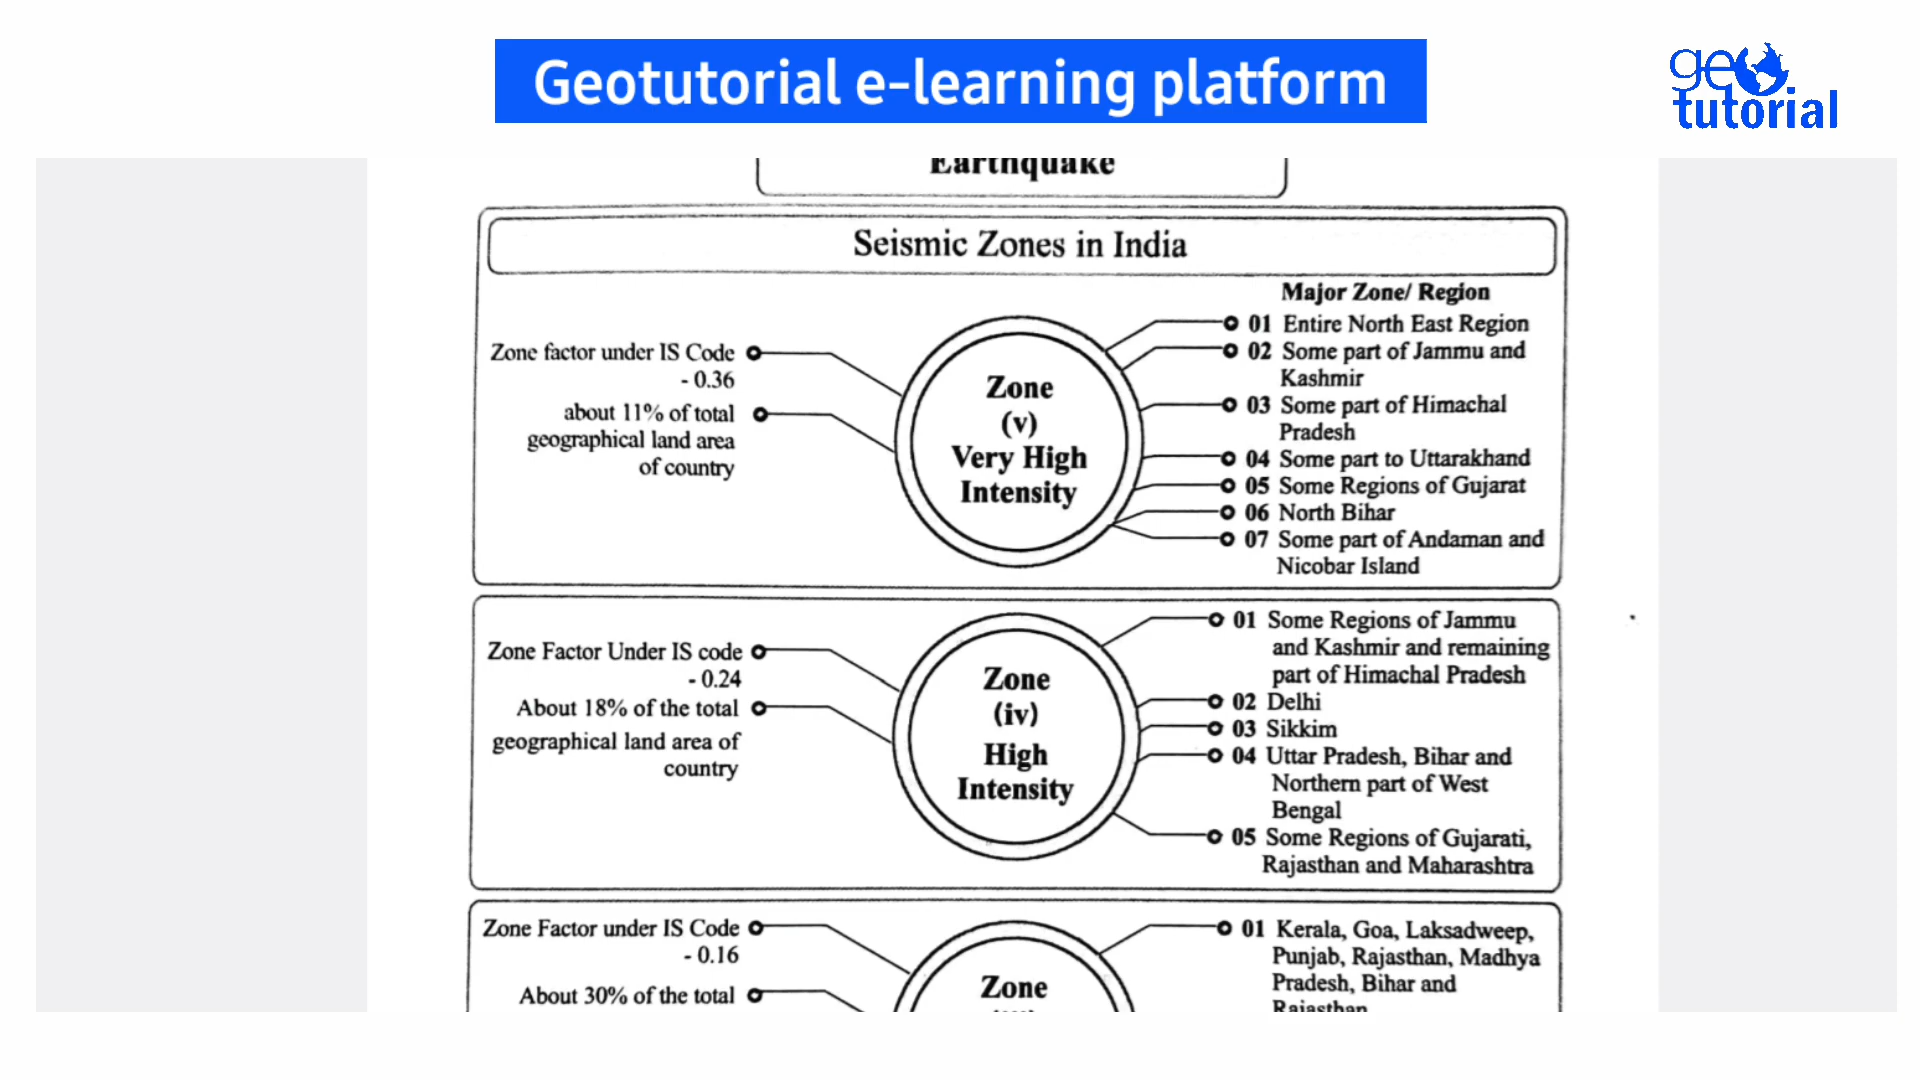 Geotutorial e-learning platform
geo
tutorial
Earthquake
Seismic Zones in India
Zone factor under IS Code
- 0.36
about 11% of total
geographical land area
of country
Zone
(v)
Very High
Intensity
Major Zone/ Region
01 Entire North East Region
02 Some part of Jammu and
Kashmir
03 Some part of Himachal
Pradesh
04 Some part to Uttarakhand
05 Some Regions of Gujarat
06 North Bihar
07 Some part of Andaman and
Nicobar Island
Zone Factor Under IS code
- 0.24
About 18% of the total
geographical land area of
country
Zone
(iv)
High
Intensity
01 Some Regions of Jammu
and Kashmir and remaining
part of Himachal Pradesh
02 Delhi
03 Sikkim
04 Uttar Pradesh, Bihar and
Northern part of West
Bengal
05 Some Regions of Gujarati,
Rajasthan and Maharashtra
Zone Factor under IS Code
- 0.16
About 30% of the total
Zone
01 Kerala, Goa, Laksadweep,
Punjab, Rajasthan, Madhya
Pradesh, Bihar and
Rajasthan